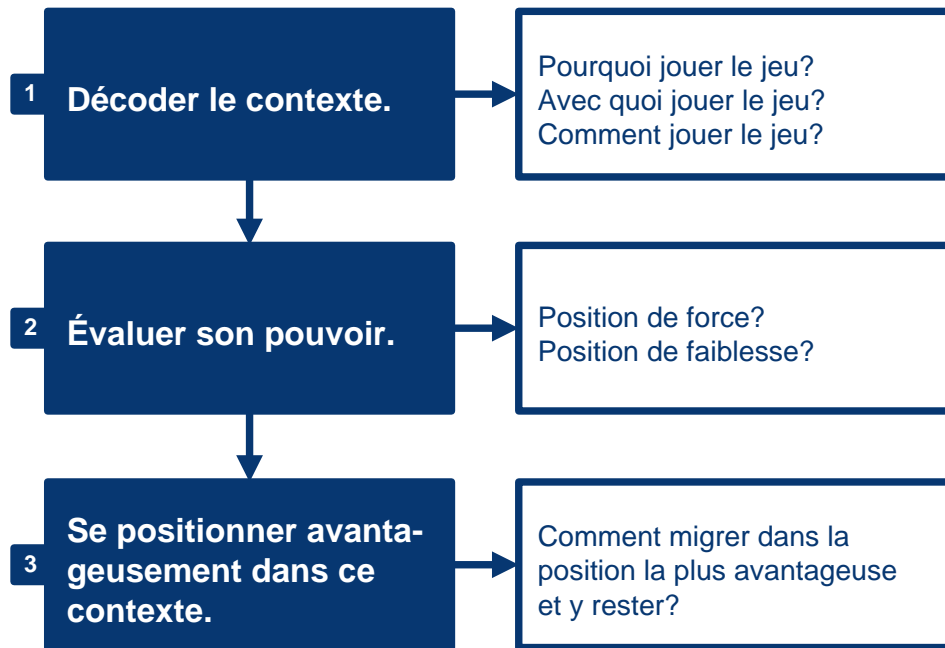 1
Décoder le contexte.
Pourquoi jouer le jeu?
Avec quoi jouer le jeu?
Comment jouer le jeu?
2
Évaluer son pouvoir.
Position de force?
Position de faiblesse?
3
Se positionner avanta-
geusement dans ce
contexte.
Comment migrer dans la
position la plus avantageuse
et y rester?